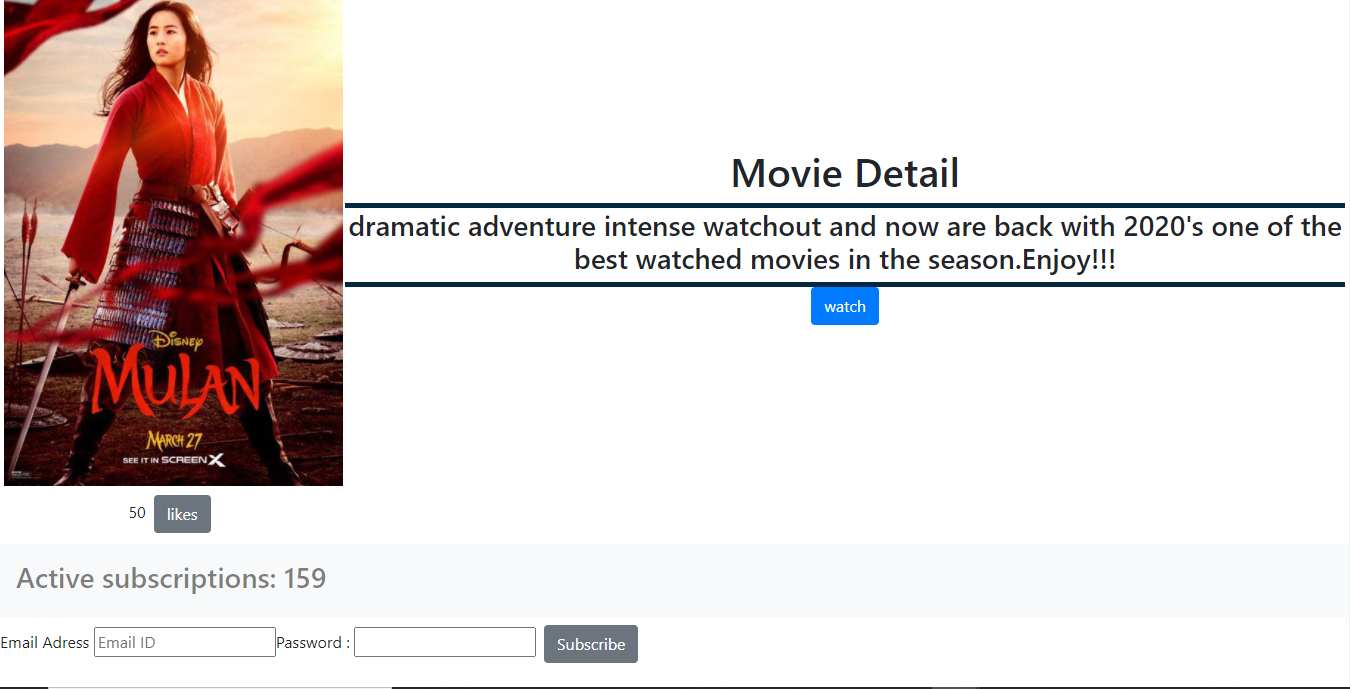 DISNEY
MULAN
MARCH 27
SEE IT IN SCREENX
Movie Detail
dramatic adventure intense watchout and now are back with 2020's one of the
best watched movies in the season.Enjoy!!!
watch
50 likes
Active subscriptions: 159
Email Adress Email ID Password : Subscribe